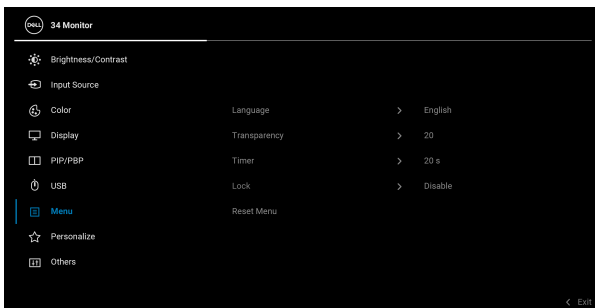 DELL 34 Monitor
Brightness/Contrast
Input Source
Color Language English
Display Transparency 20
PIP/PBP Timer 20 s
USB Lock Disable
Menu Reset Menu
Personalize
Others
Exit